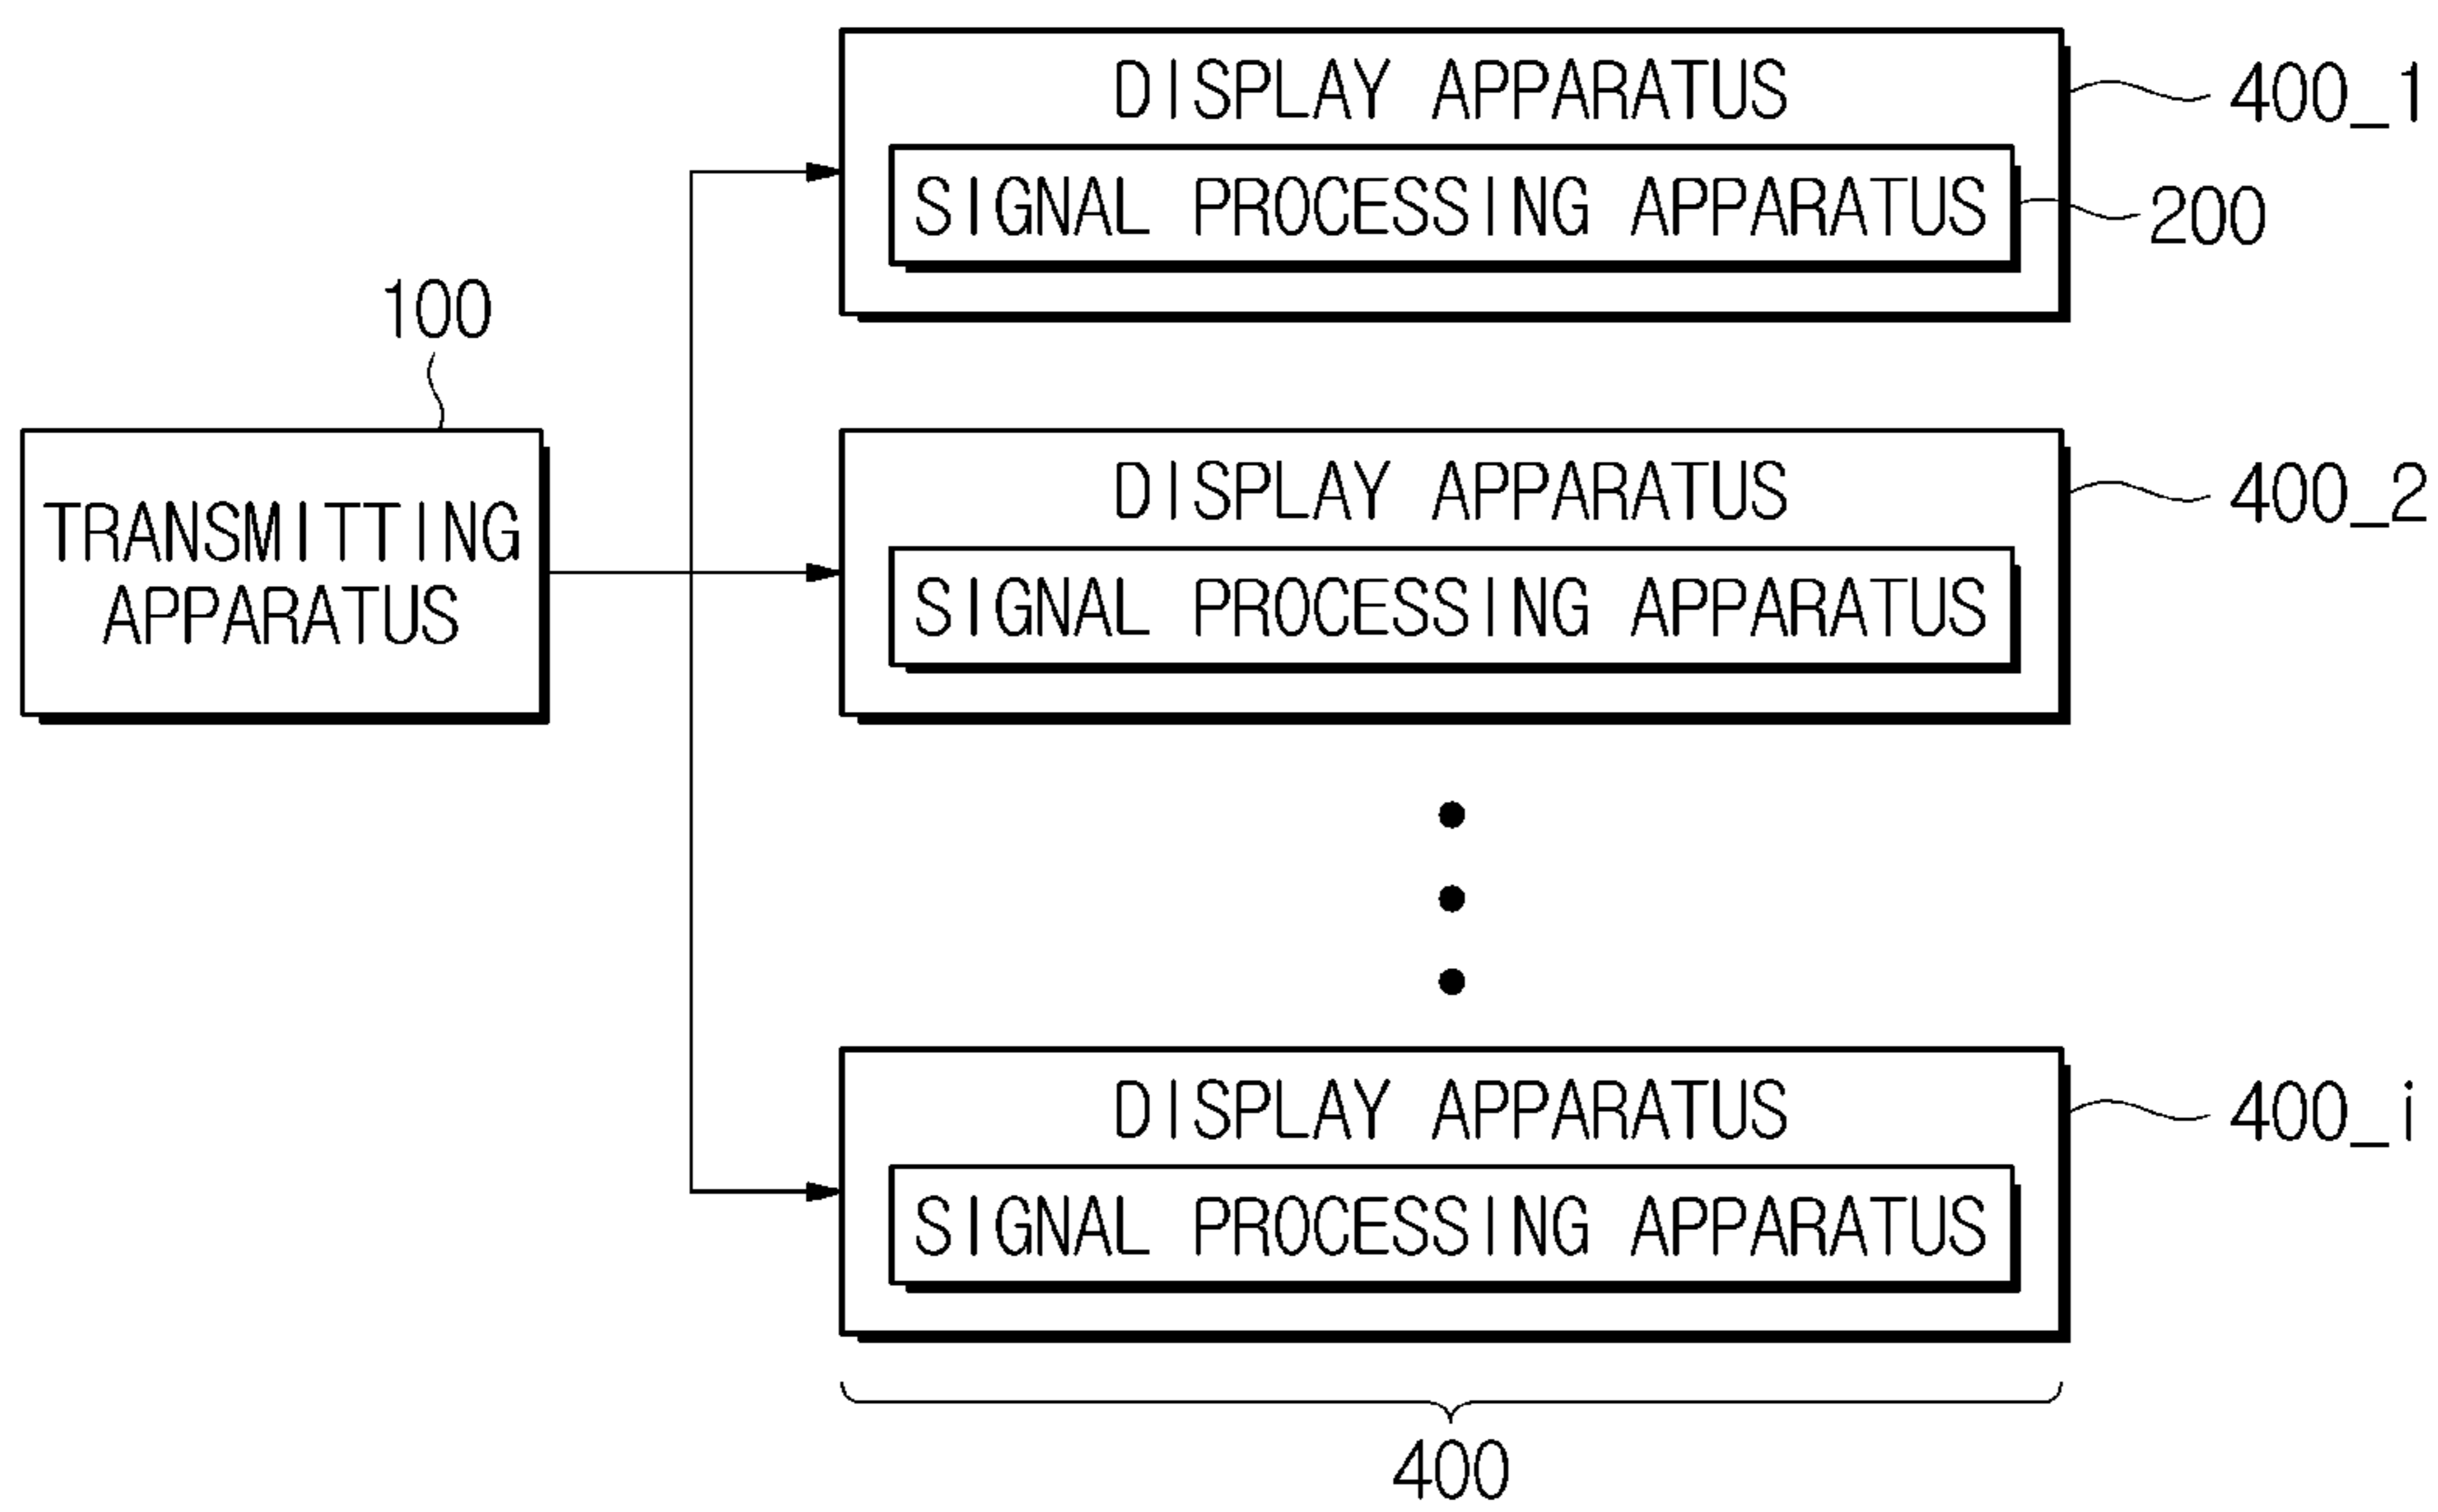 DISPLAY APPARATUS
400_1
SIGNAL PROCESSING APPARATUS
200
100
TRANSMITTING
APPARATUS
DISPLAY APPARATUS
400_2
SIGNAL PROCESSING APPARATUS
DISPLAY APPARATUS
400_i
SIGNAL PROCESSING APPARATUS
400